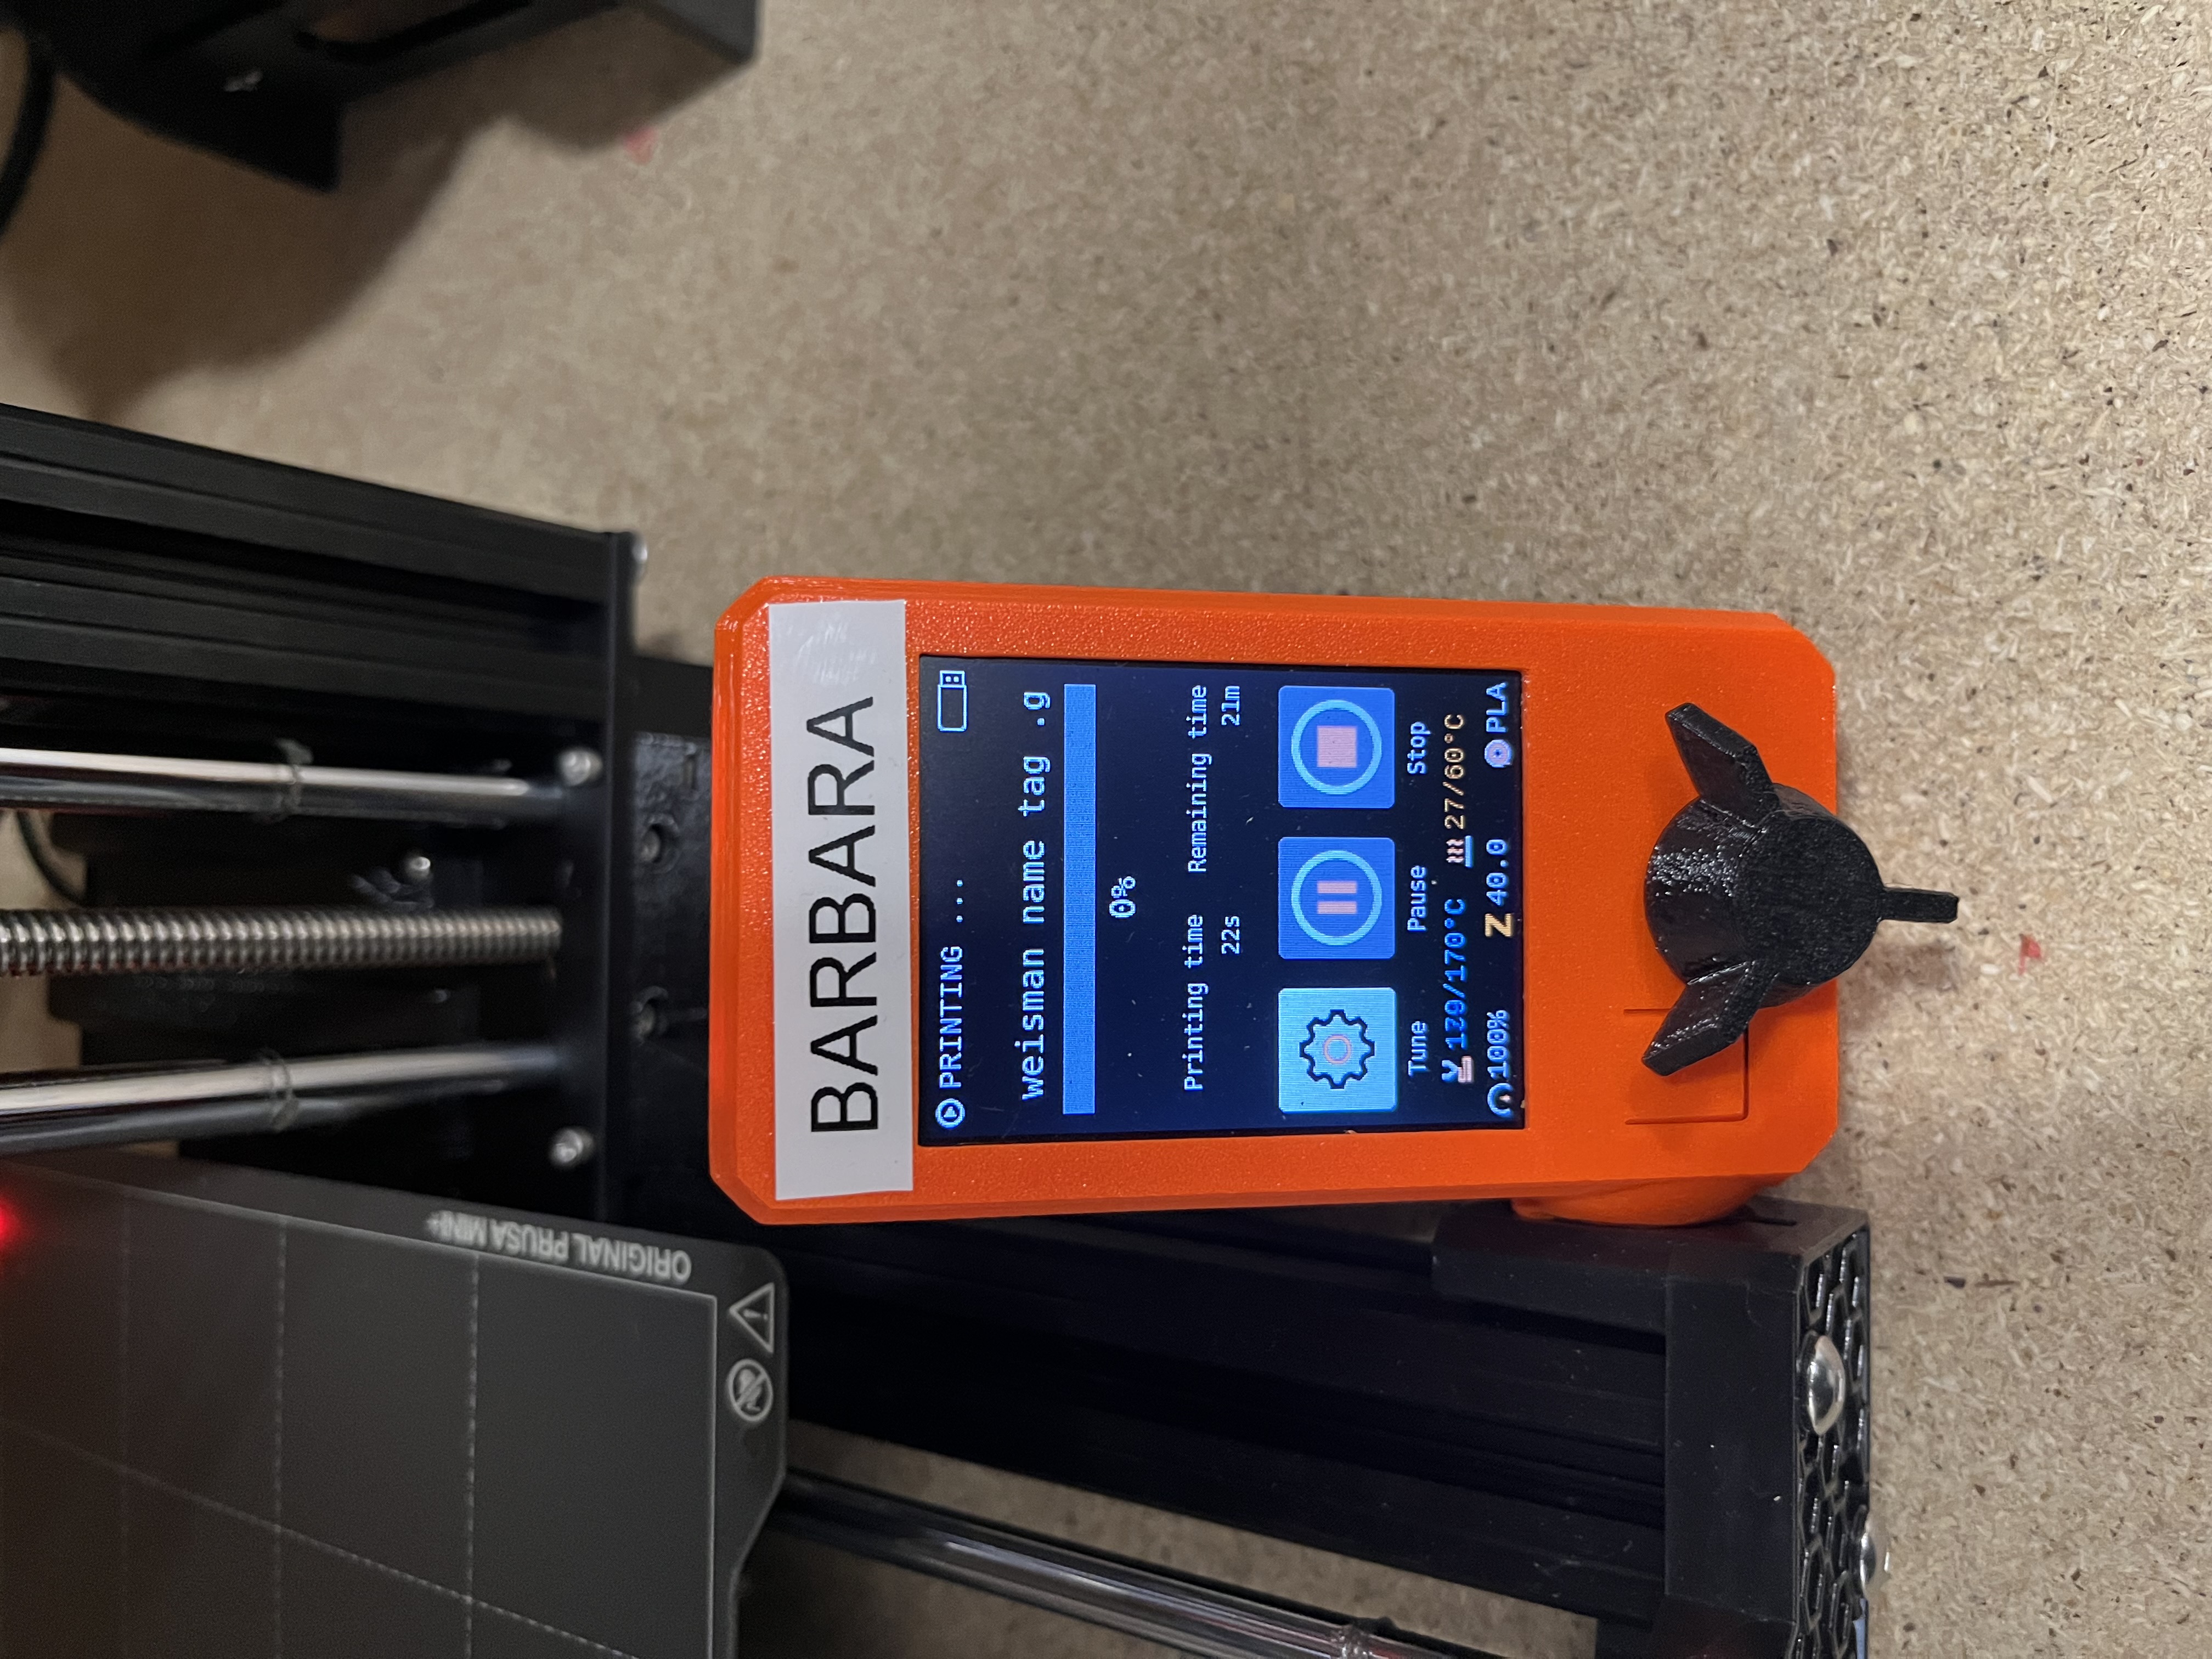 ORIGINAL PRUSA MINI+
BARBARA
PRINTING ...
weisman name tag .g
0%
Printing time Remaining time
22s 21m
Tune Pause Stop
/170°C 27/60°C
100% Z 40.0 PLA